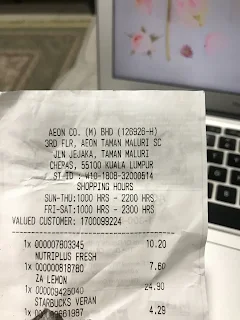 AEON CO. (M) BHD (126926-H)
3RD FLR, AEON TAMAN MALURI SC
JLN JEJAKA, TAMAN MALURI
CHERAS, 55100 KUALA LUMPUR
ST ID : W10-1808-32000514
SHOPPING HOURS
SUN-THU:1000 HRS - 2200 HRS
FRI-SAT:1000 HRS - 2300 HRS
VALUED CUSTOMER: 1700099224
1x 000007803345 10.20
NUTRIPLUS FRESH
1x 000000818780 7.60
ZA LEMON
1x 000009425040 24.90
STARBUCKS VERAN
1x 4.29